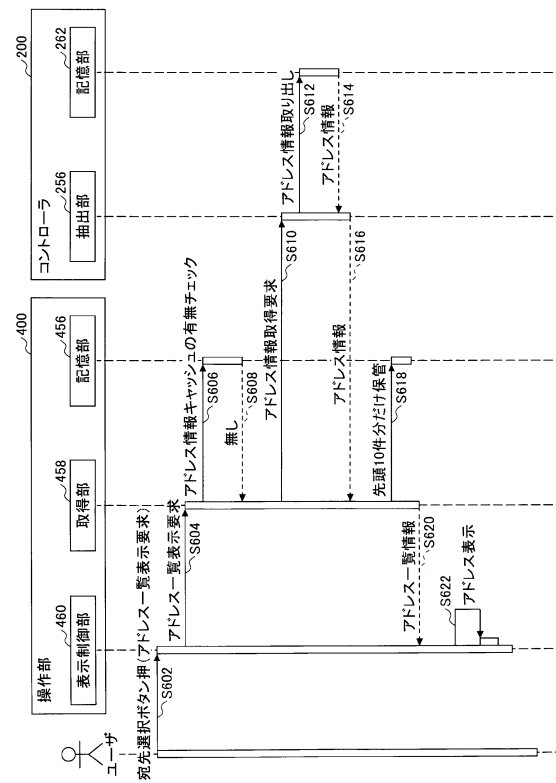 ユーザ
操作部
400
表示制御部
460
取得部
458
記憶部
456
コントローラ
200
抽出部
256
記憶部
262
宛先選択ボタン押(アドレス一覧表示要求)
S602
アドレス一覧表示要求
S604
アドレス情報キャッシュの有無チェック
S606
無し
S608
アドレス情報取得要求
S610
アドレス情報取り出し
S612
アドレス情報
S614
アドレス情報
S616
先頭10件分だけ保管
S618
アドレス一覧情報
S620
S622
アドレス表示